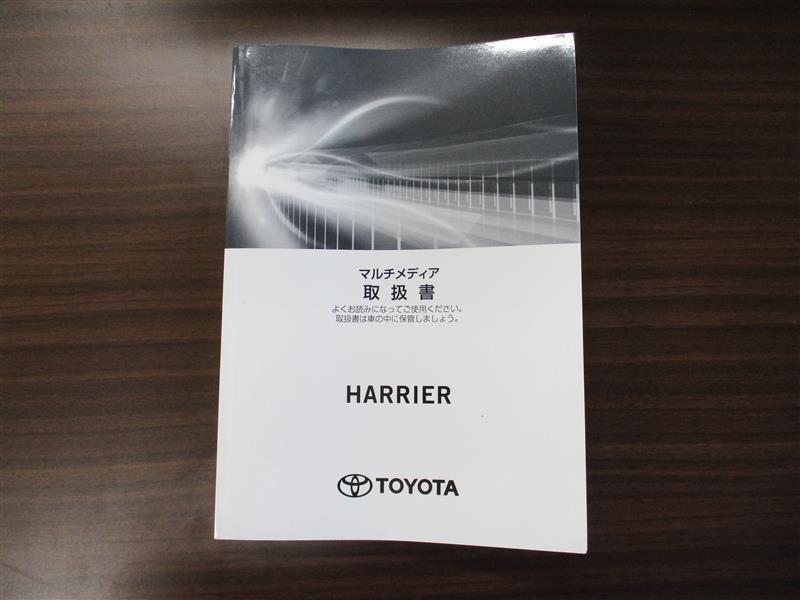 マルチメディア
取扱書
よくお読みになってご使用ください。
取扱書は車の中に保管しましょう。
HARRIER
TOYOTA